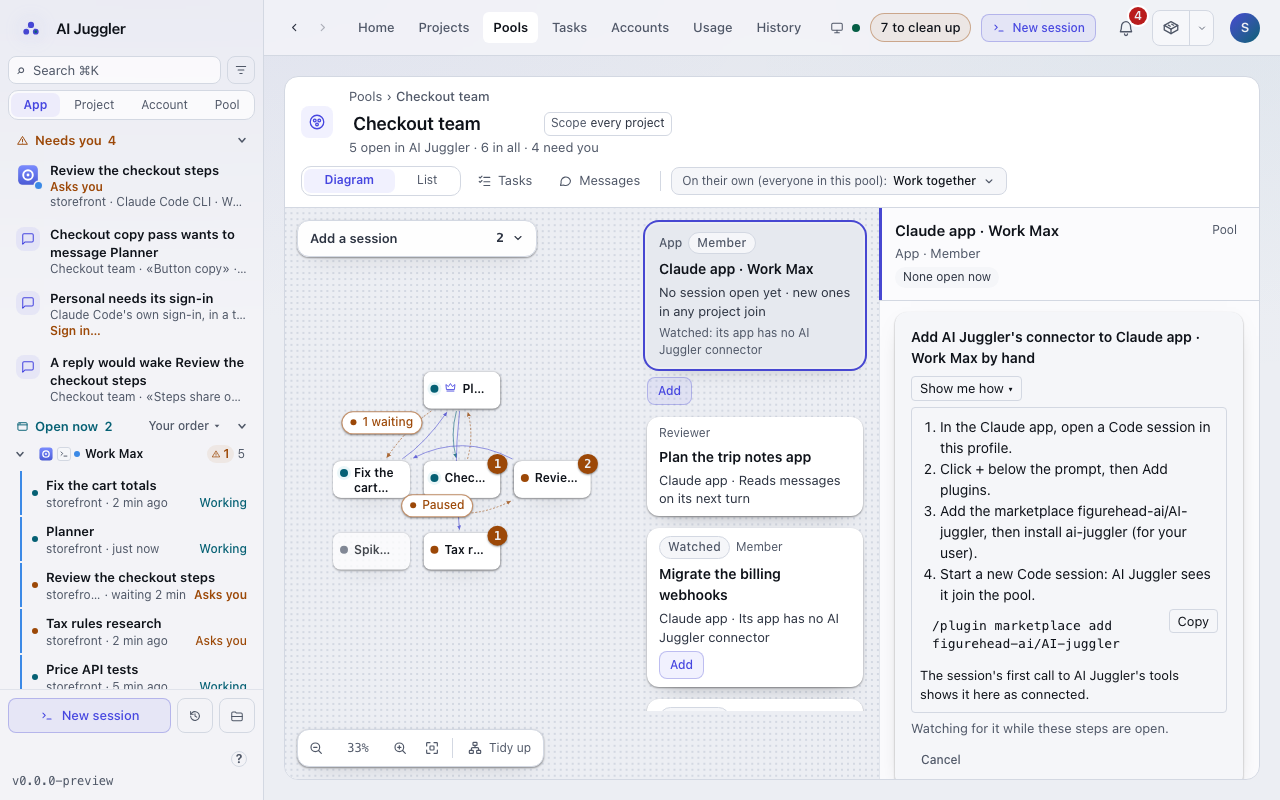 AI Juggler
Search ⌘K
App Project Account Pool
Needs you 4
Review the checkout steps
Asks you
storefront · Claude Code CLI · W…
Checkout copy pass wants to
message Planner
Checkout team · «Button copy» ·…
Personal needs its sign-in
Claude Code's own sign-in, in a t…
Sign in…
A reply would wake Review the
checkout steps
Checkout team · «Steps share o…
Open now 2 Your order
Work Max 1 5
Fix the cart totals
storefront · 2 min ago Working
Planner
storefront · just now Working
Review the checkout steps
storefro… · waiting 2 min Asks you
Tax rules research
storefront · 2 min ago Asks you
Price API tests
storefront · 5 min ago Working
New session
?
v0.0.0-preview
Home Projects Pools Tasks Accounts Usage History
7 to clean up
New session
4
S
Pools › Checkout team
Checkout team
Scope every project
5 open in AI Juggler · 6 in all · 4 need you
Diagram List Tasks Messages
On their own (everyone in this pool): Work together
Add a session 2
Pl…
1 waiting
Fix the
cart…
Chec… 1
Revie… 2
Paused
Spik…
Tax r… 1
33%
Tidy up
App Member
Claude app · Work Max
No session open yet · new ones
in any project join
Watched: its app has no AI
Juggler connector
Add
Reviewer
Plan the trip notes app
Claude app · Reads messages
on its next turn
Watched Member
Migrate the billing
webhooks
Claude app · Its app has no AI
Juggler connector
Add
Claude app · Work Max Pool
App · Member
None open now
Add AI Juggler's connector to Claude app ·
Work Max by hand
Show me how
1. In the Claude app, open a Code session in
this profile.
2. Click + below the prompt, then Add
plugins.
3. Add the marketplace figurehead-ai/AI-
juggler, then install ai-juggler (for your
user).
4. Start a new Code session: AI Juggler sees
it join the pool.
/plugin marketplace add
figurehead-ai/AI-juggler
Copy
The session's first call to AI Juggler's tools
shows it here as connected.
Watching for it while these steps are open.
Cancel